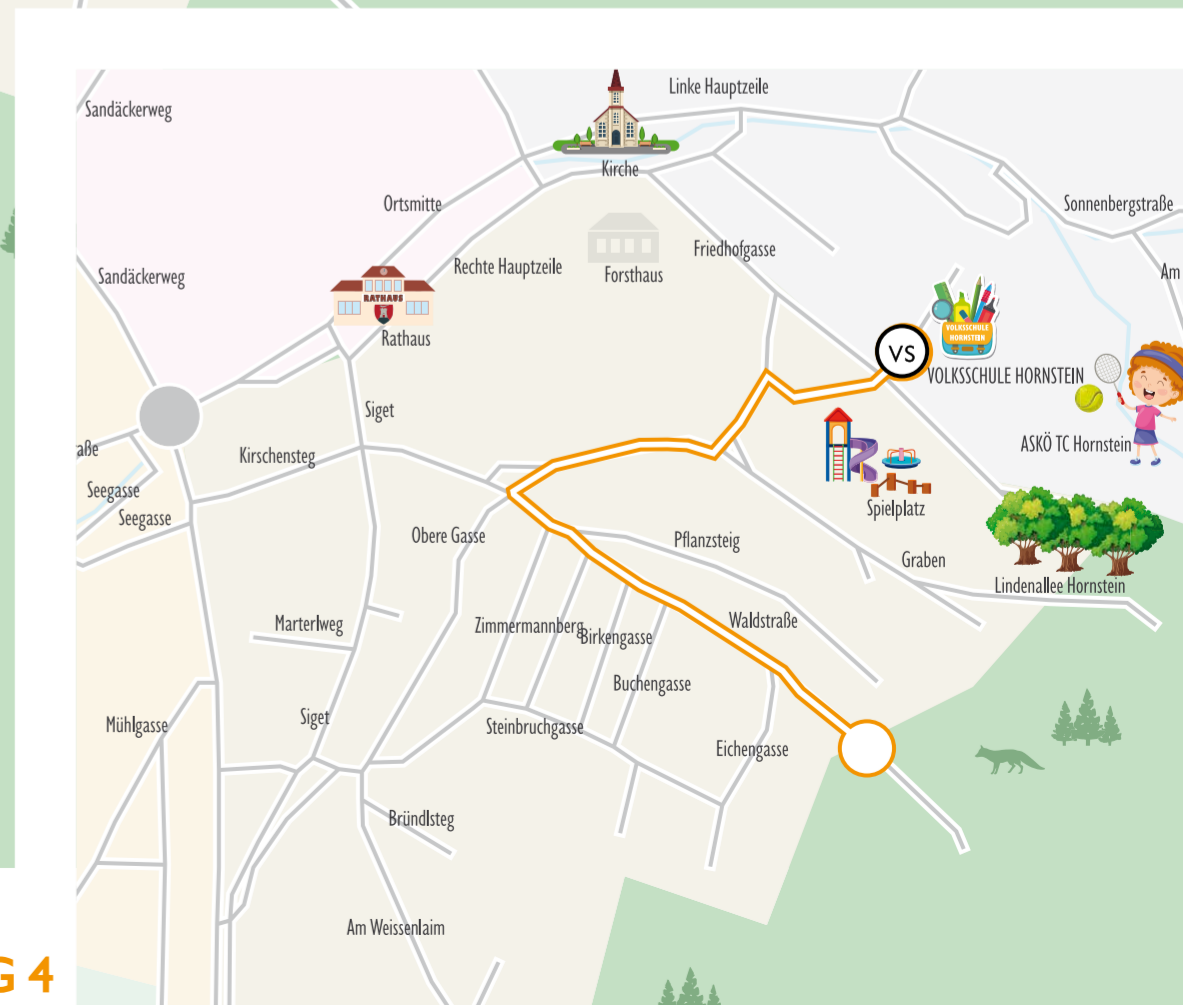 Linke Hauptzeile
Sandäckerweg
Kirche
Ortsmitte
Sonnenbergstraße
Friedhofgasse
Rechte Hauptzeile
Forsthaus
Sandäckerweg
Am
RATHAUS
Rathaus
VOLKSSCHULE
HORNSTEIN
VS
VOLKSSCHULE HORNSTEIN
Siget
ASKÖ TC Hornstein
aße
Kirschensteg
Seegasse
Seegasse
Spielplatz
Obere Gasse
Pflanzsteig
Graben
Lindenallee Hornstein
Marterlweg
Zimmermannberg
Birkengasse
Waldstraße
Buchengasse
Siget
Mühlgasse
Steinbruchgasse
Eichengasse
Bründlsteg
Am Weissenlaim
G 4